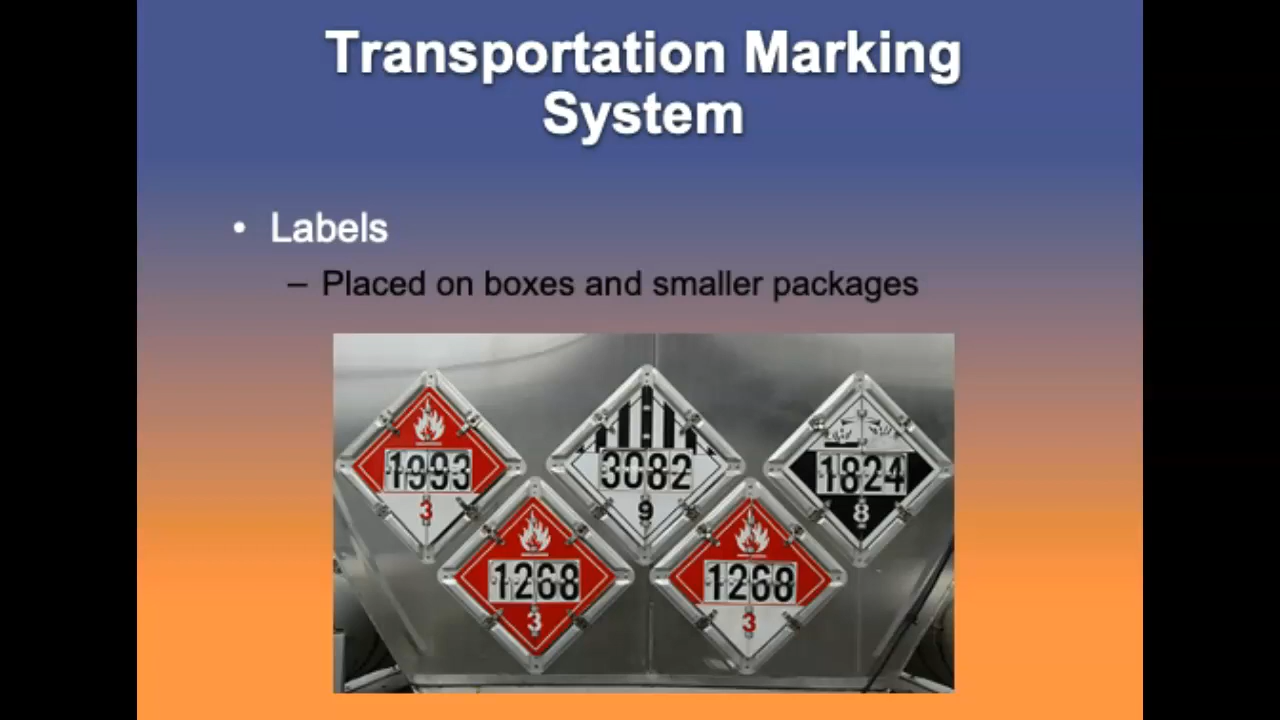 Transportation Marking
System
• Labels
– Placed on boxes and smaller packages
1993
3
3082
9
1824
8
1268
3
1268
3